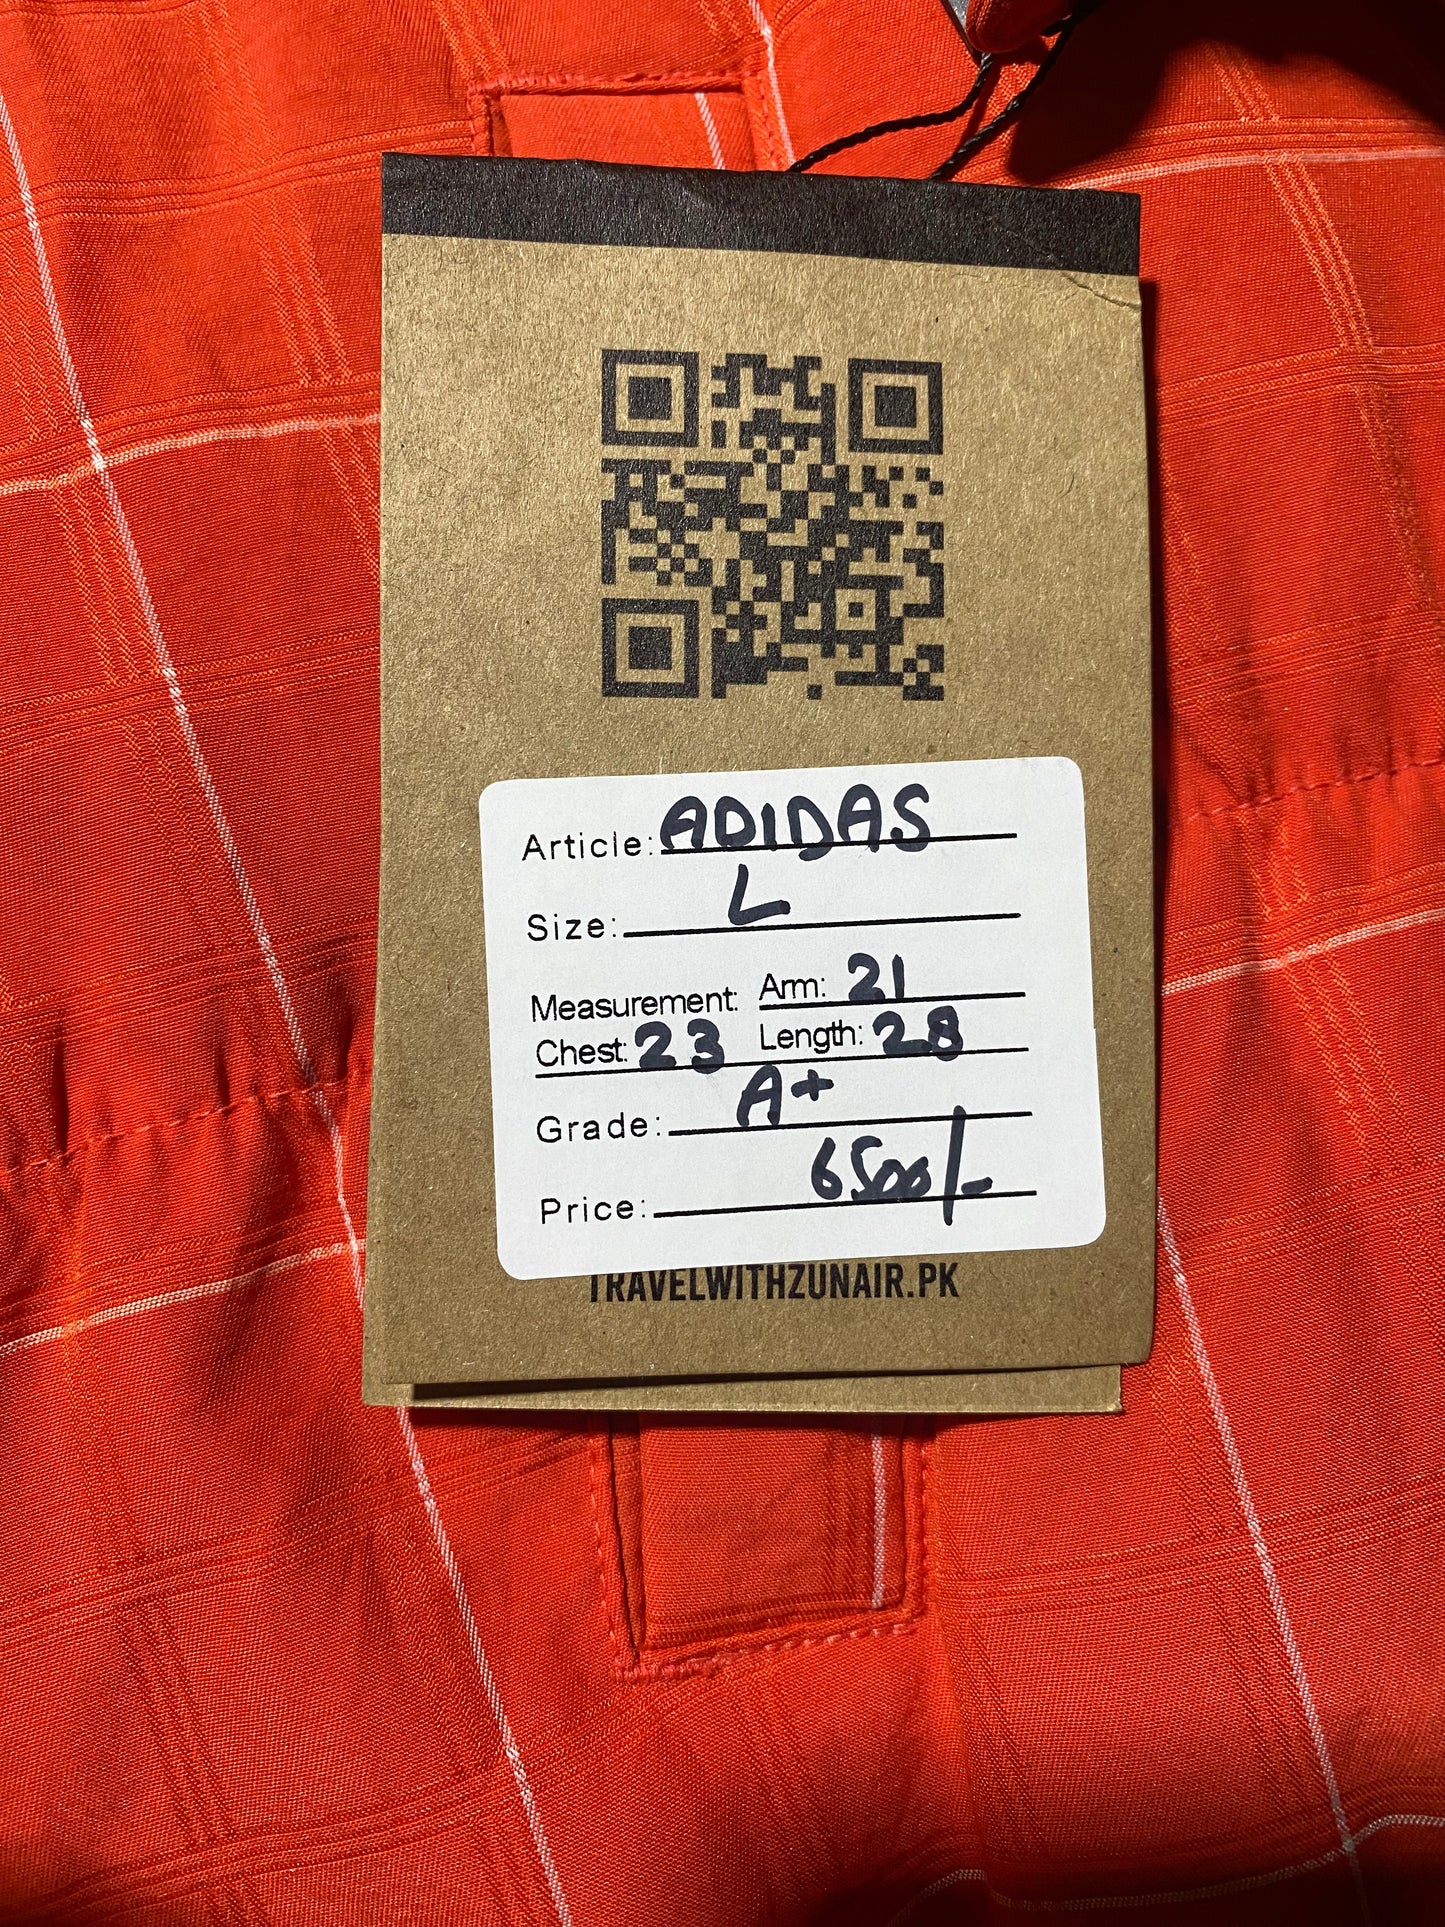 Article: ADIDAS
Size: L
Measurement: Arm: 21
Chest: 23 Length: 28
Grade: A+
Price: 6500/-
TRAVELWITHZUNAIR.PK